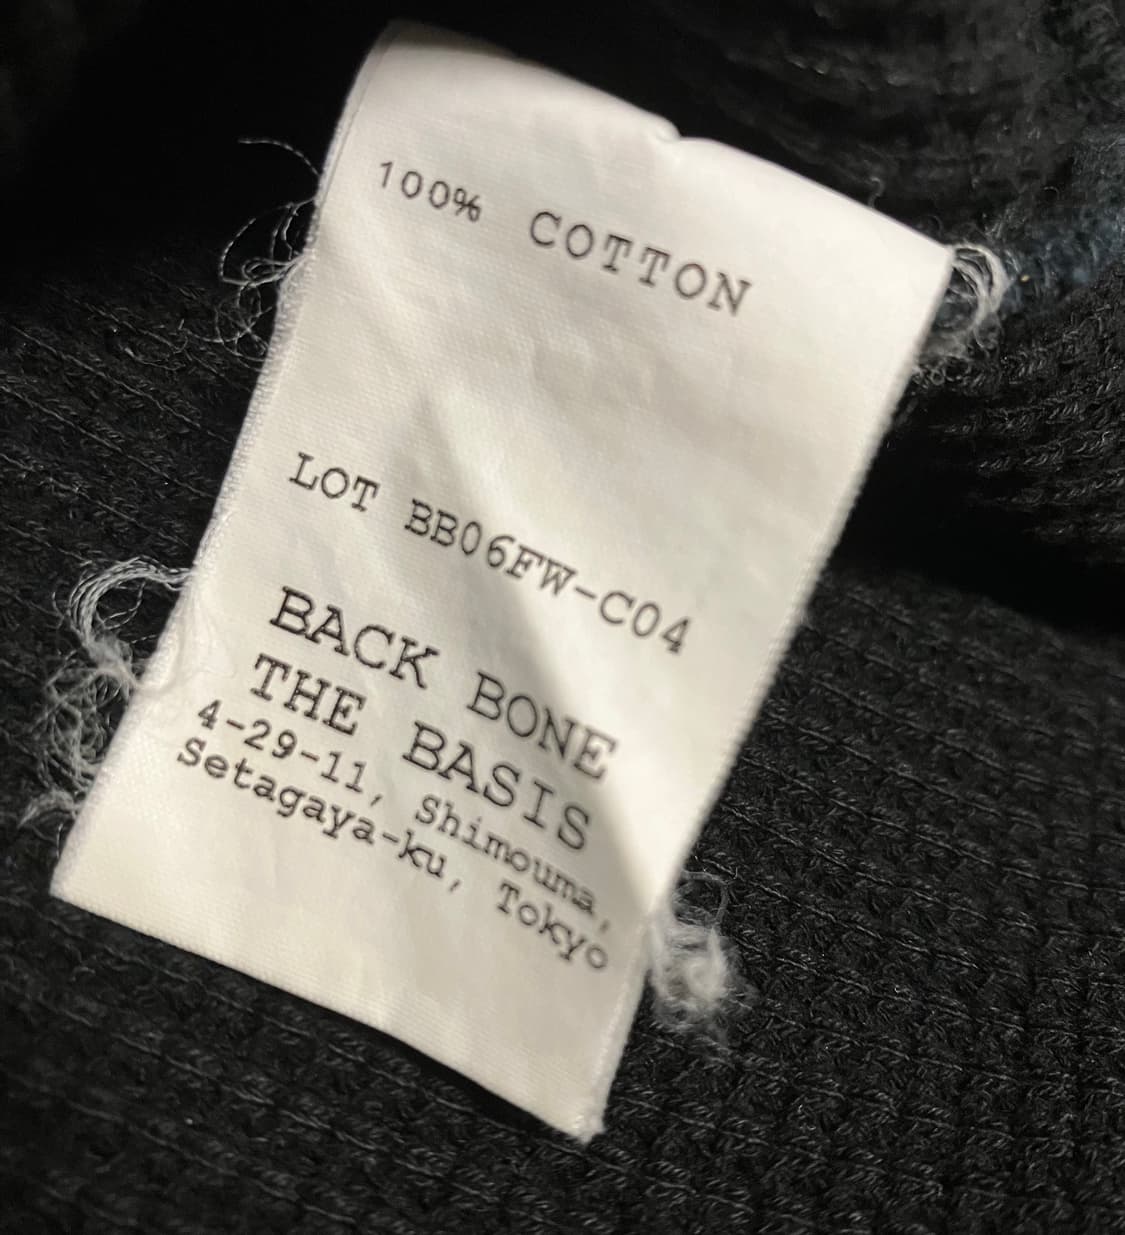 100% COTTON
LOT BB06FW-C04
BACK BONE
THE BASIS
4-29-11, Shimouma,
Setagaya-ku, Tokyo